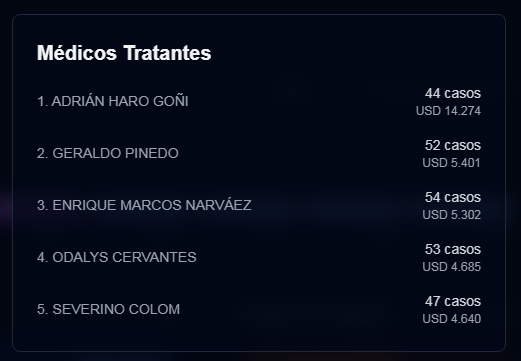 Médicos Tratantes
1. ADRIÁN HARO GOÑI
44 casos
USD 14.274
2. GERALDO PINEDO
52 casos
USD 5.401
3. ENRIQUE MARCOS NARVÁEZ
54 casos
USD 5.302
4. ODALYS CERVANTES
53 casos
USD 4.685
5. SEVERINO COLOM
47 casos
USD 4.640